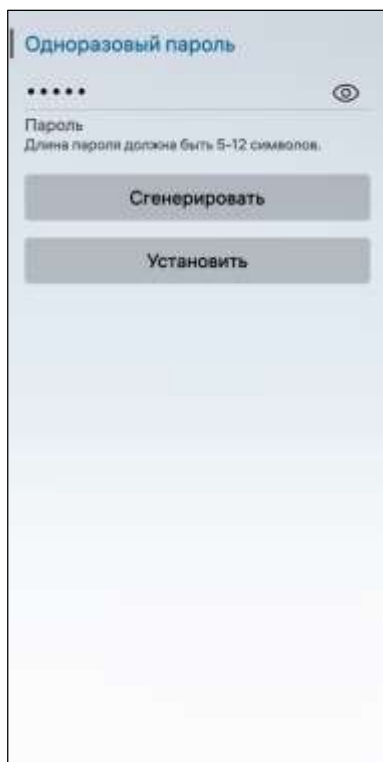 Одноразовый пароль
•••••
Пароль
Длина пароля должна быть 5-12 символов.
Сгенерировать
Установить